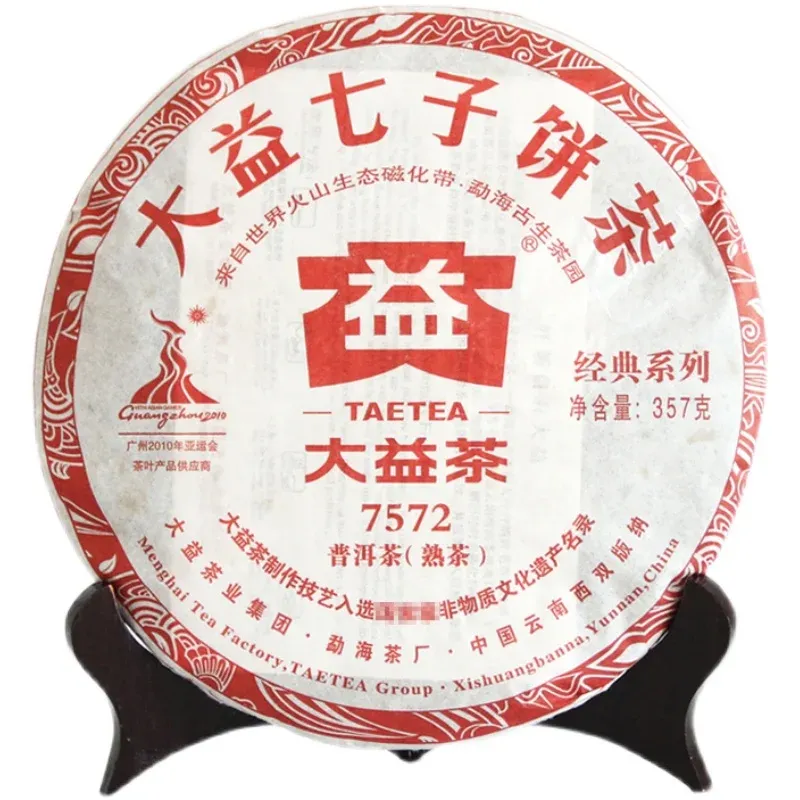 大益七子饼茶
来自世界火山生态磁化带·勐海古生茶园
益
®
XVITH ASIAN GAMES
Guangzhou2010
广州2010年亚运会
茶叶产品供应商
经典系列
净含量: 357克
— TAETEA —
大益茶
7572
普洱茶(熟茶)
大益茶制作技艺入选 非物质文化遗产名录
大益茶业集团·勐海茶厂·中国云南西双版纳
Menghai Tea Factory,TAETEA Group·Xishuangbanna,Yunnan,China